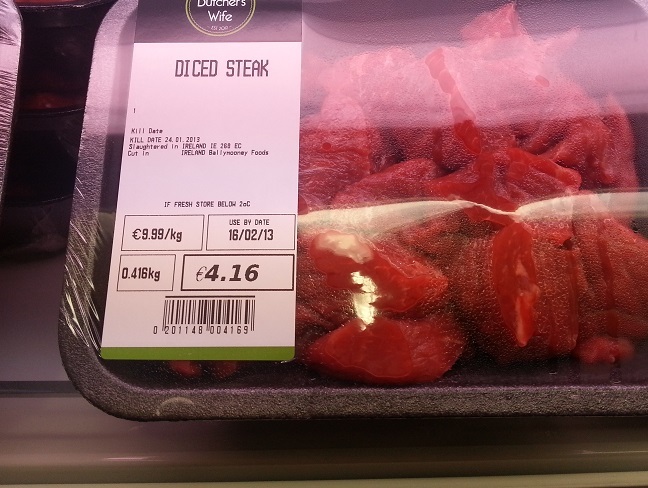 Butcher's
Wife
DICED STEAK
1
Kill Date
KILL DATE 24.01.2013
Slaughtered in IRELAND IE 268 EC
Cut in IRELAND Ballymooney Foods
IF FRESH STORE BELOW 2oC
€9.99/kg
USE BY DATE
16/02/13
0.416kg
€4.16
0 201148 004169